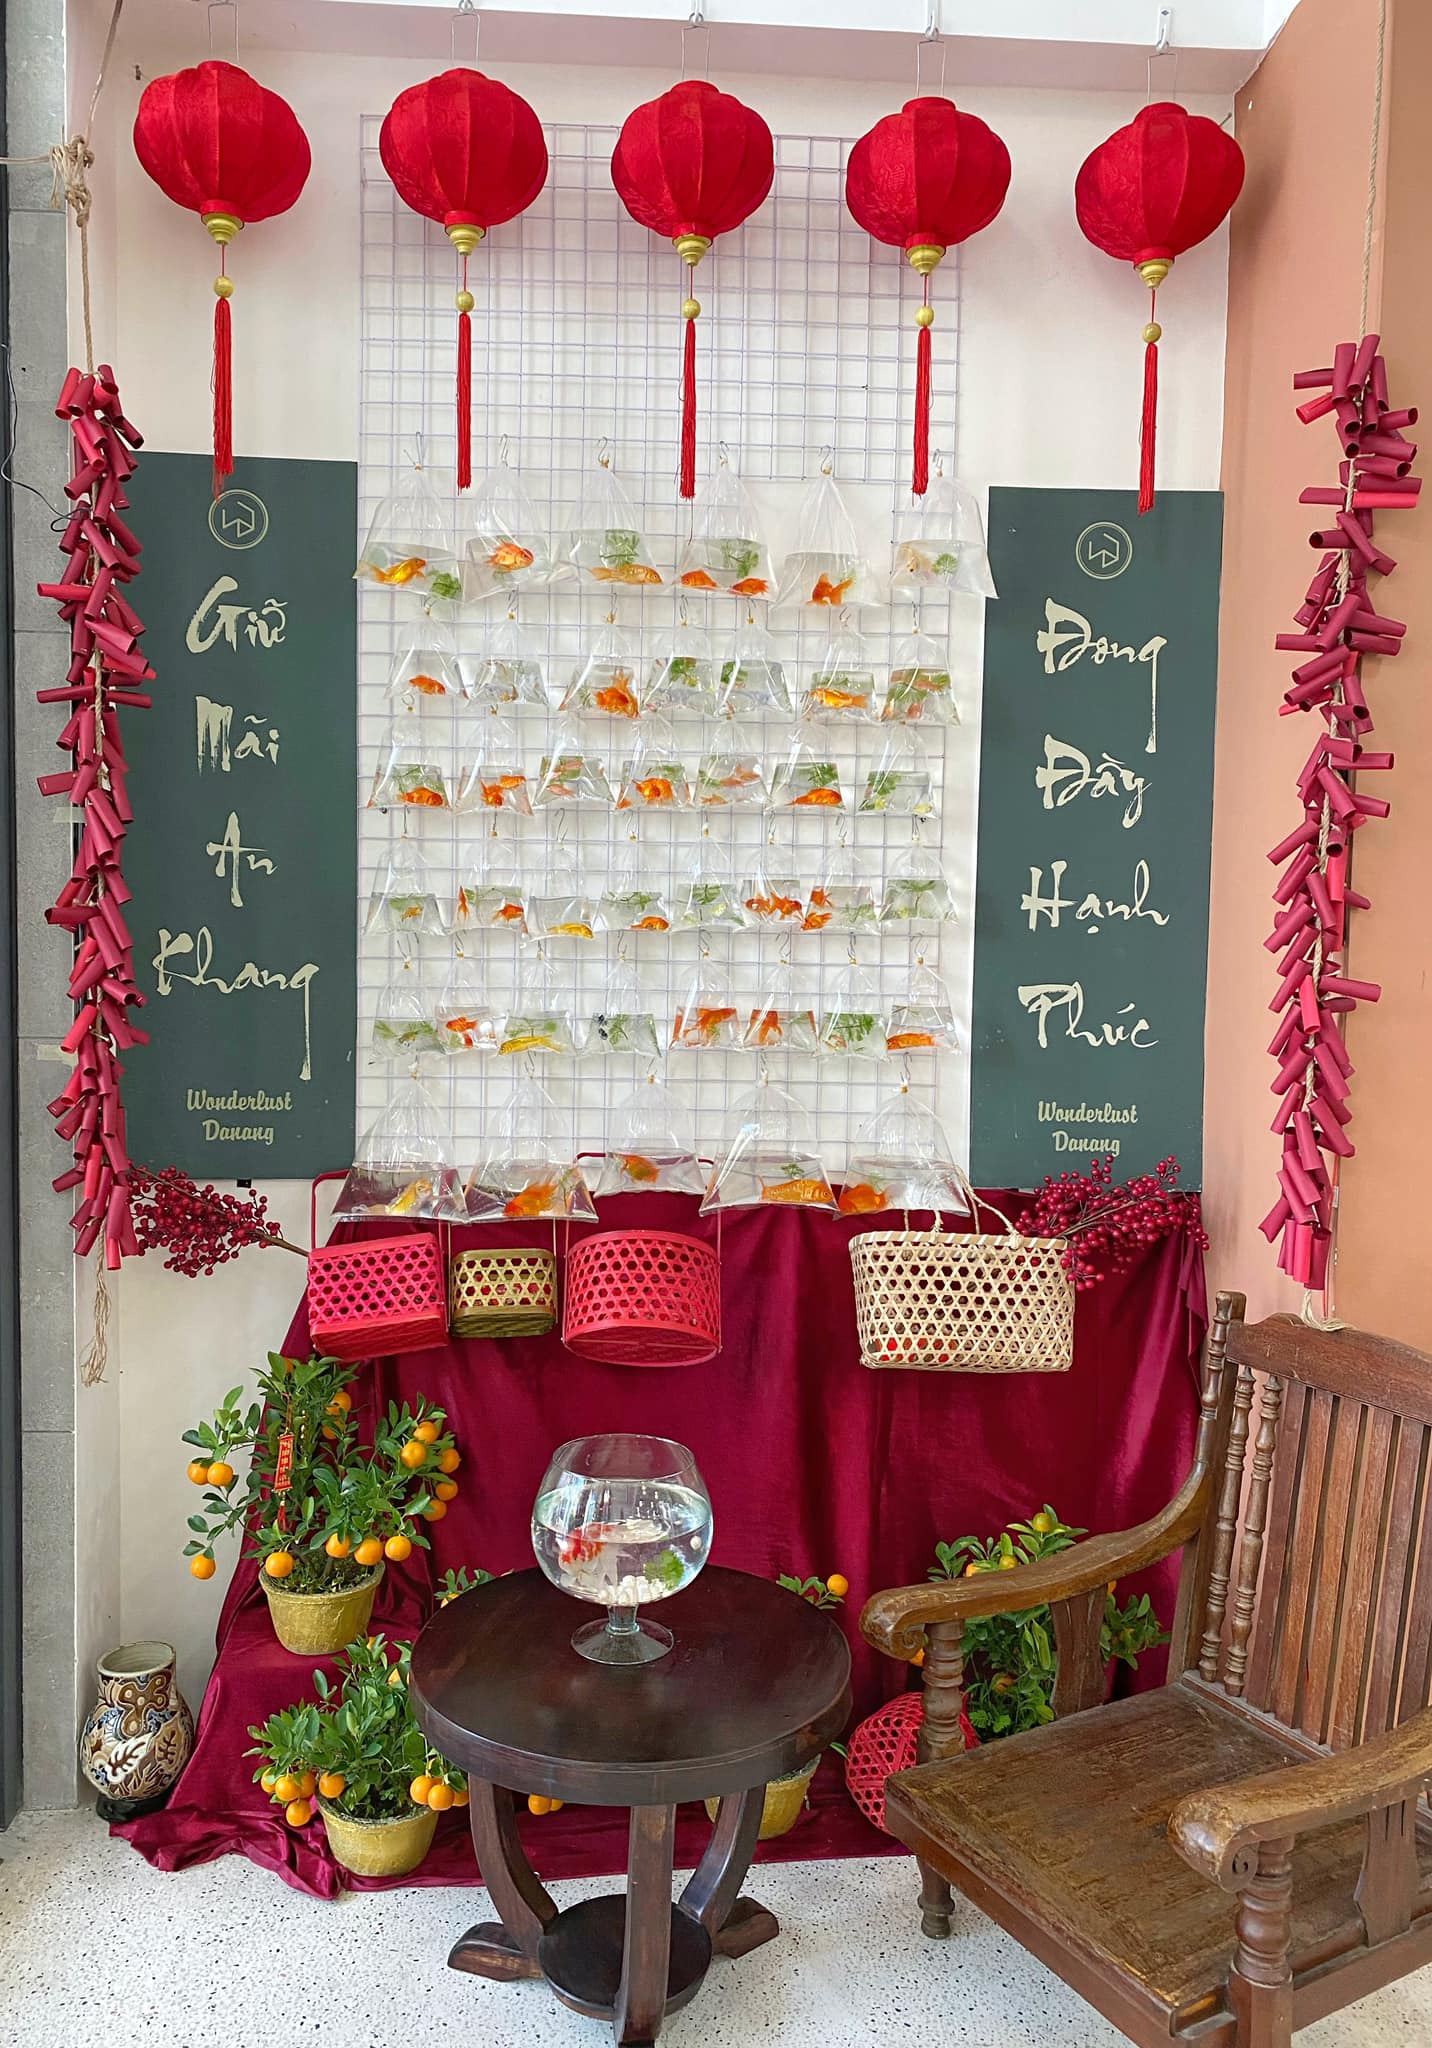 Giữ
Mãi
An
Khang
Wonderlust
Danang
Đong
Đầy
Hạnh
Phúc
Wonderlust
Danang